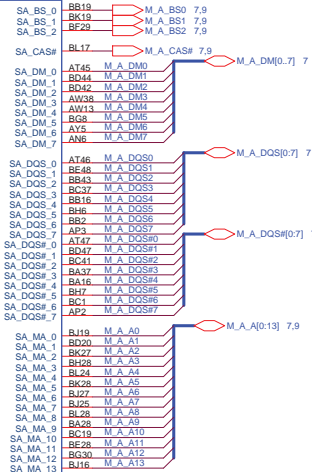 SA_BS_0 BB19 M_A_BS0 7,9
SA_BS_1 BK19 M_A_BS1 7,9
SA_BS_2 BF29 M_A_BS2 7,9
SA_CAS# BL17 M_A_CAS# 7,9
SA_DM_0 AT45 M_A_DM0 M_A_DM[0..7] 7
SA_DM_1 BD44 M_A_DM1
SA_DM_2 BD42 M_A_DM2
SA_DM_3 AW38 M_A_DM3
SA_DM_4 AW13 M_A_DM4
SA_DM_5 BG8 M_A_DM5
SA_DM_6 AY5 M_A_DM6
SA_DM_7 AN6 M_A_DM7
SA_DQS_0 AT46 M_A_DQS0 M_A_DQS[0:7] 7
SA_DQS_1 BE48 M_A_DQS1
SA_DQS_2 BB43 M_A_DQS2
SA_DQS_3 BC37 M_A_DQS3
SA_DQS_4 BB16 M_A_DQS4
SA_DQS_5 BH6 M_A_DQS5
SA_DQS_6 BB2 M_A_DQS6
SA_DQS_7 AP3 M_A_DQS7
SA_DQS#_0 AT47 M_A_DQS#0 M_A_DQS#[0:7]
SA_DQS#_1 BD47 M_A_DQS#1
SA_DQS#_2 BC41 M_A_DQS#2
SA_DQS#_3 BA37 M_A_DQS#3
SA_DQS#_4 BA16 M_A_DQS#4
SA_DQS#_5 BH7 M_A_DQS#5
SA_DQS#_6 BC1 M_A_DQS#6
SA_DQS#_7 AP2 M_A_DQS#7
SA_MA_0 BJ19 M_A_A0 M_A_A[0:13] 7,9
SA_MA_1 BD20 M_A_A1
SA_MA_2 BK27 M_A_A2
SA_MA_3 BH28 M_A_A3
SA_MA_4 BL24 M_A_A4
SA_MA_5 BK28 M_A_A5
SA_MA_6 BJ27 M_A_A6
SA_MA_7 BJ25 M_A_A7
SA_MA_8 BL28 M_A_A8
SA_MA_9 BA28 M_A_A9
SA_MA_10 BC19 M_A_A10
SA_MA_11 BE28 M_A_A11
SA_MA_12 BG30 M_A_A12
SA_MA_13 BJ16 M_A_A13